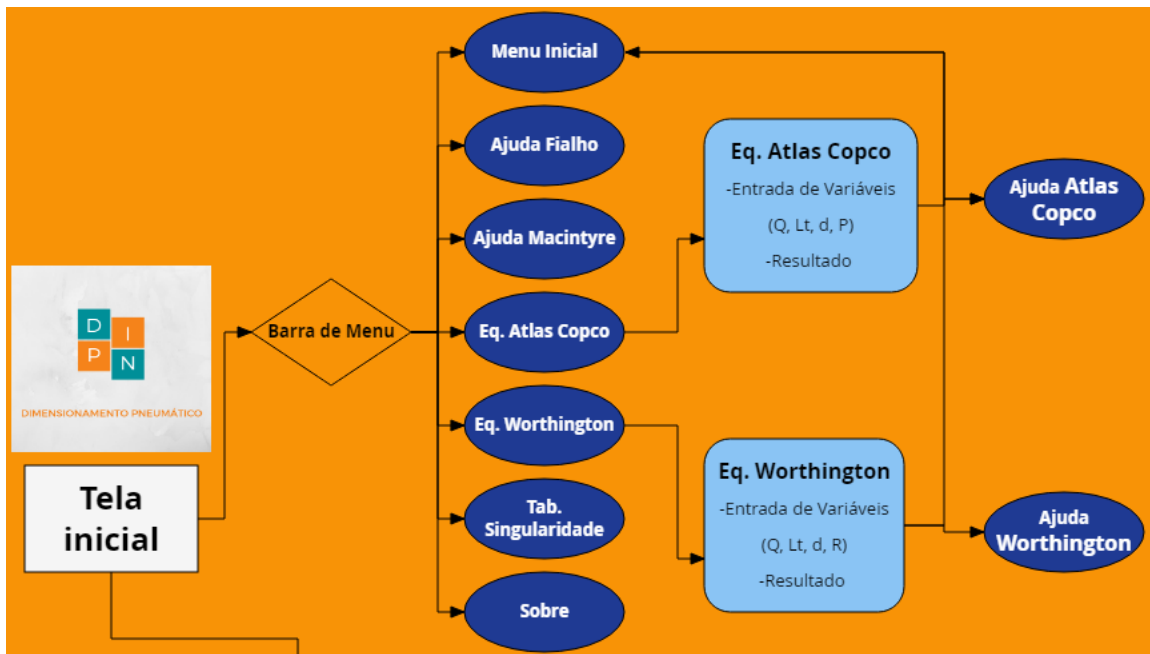 D
I
P
N
DIMENSIONAMENTO PNEUMÁTICO
Tela
inicial
Barra de Menu
Menu Inicial
Ajuda Fialho
Ajuda Macintyre
Eq. Atlas Copco
Eq. Worthington
Tab.
Singularidade
Sobre
Eq. Atlas Copco
-Entrada de Variáveis
(Q, Lt, d, P)
-Resultado
Eq. Worthington
-Entrada de Variáveis
(Q, Lt, d, R)
-Resultado
Ajuda Atlas
Copco
Ajuda
Worthington